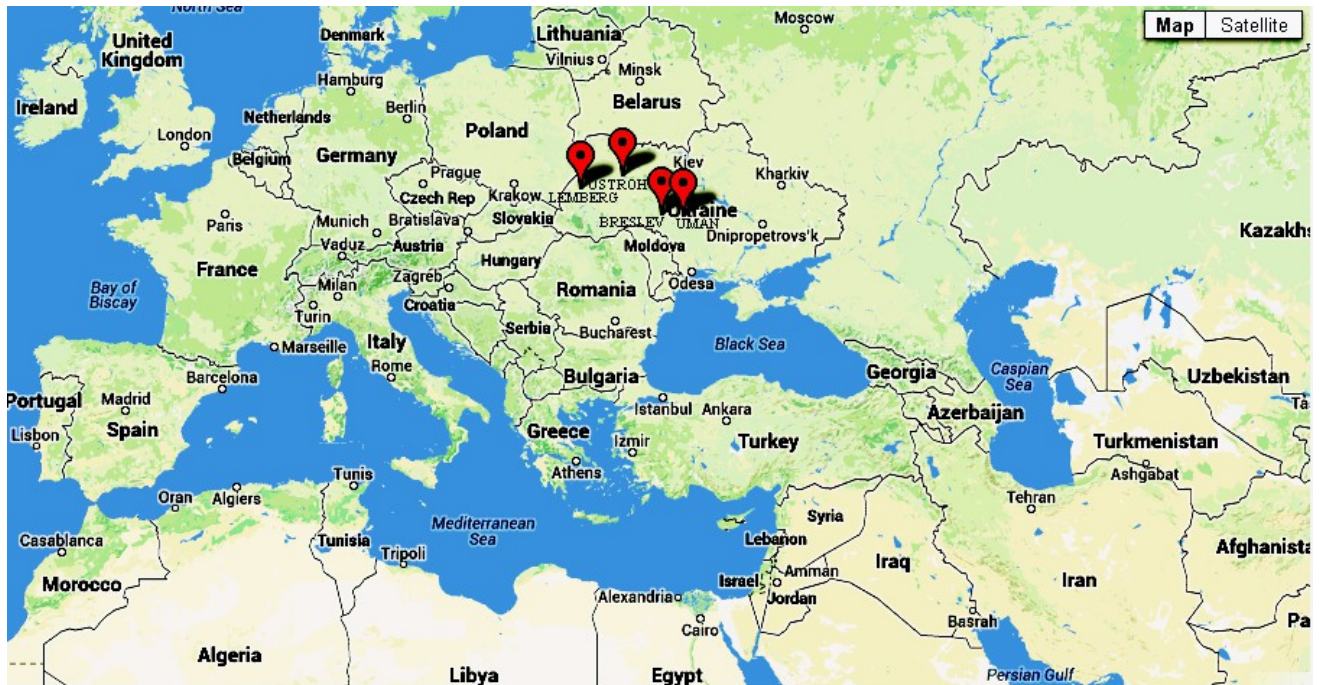 North Sea
Moscow
Map
Satellite
Denmark
Lithuania
United
Kingdom
Vilnius
Minsk
Hamburg
Ireland
Berlin
Belarus
Netherlands
London
Poland
Belgium
Germany
Kiev
Prague
Kharkiv
Czech Rep
Krakow
OSTROH
LEMBERG
Paris
Munich
Bratislava
Slovakia
BRESLEV
UMAN
Ukraine
Dnipropetrovs'k
Vaduz
Austria
Moldova
Kazakhs
France
Hungary
Zagreb
Odesa
Bay of
Biscay
Milan
Romania
Turin
Croatia
Serbia
Bucharest
Italy
Marseille
Black Sea
Rome
Georgia
Caspian
Sea
Barcelona
Bulgaria
Uzbekistan
Portugal
Madrid
Istanbul
Ankara
Azerbaijan
Ta
Lisbon
Spain
Greece
Izmir
Turkey
Turkmenistan
Athens
Tunis
Ashgabat
Oran
Algiers
Tehran
Mediterranean
Sea
Syria
Casablanca
Tunisia
Tripoli
Lebanon
Iraq
Afghanista
Morocco
Israel
Amman
Iran
Alexandria
Jordan
Cairo
Basrah
Pa
Algeria
Libya
Egypt
Persian Gulf